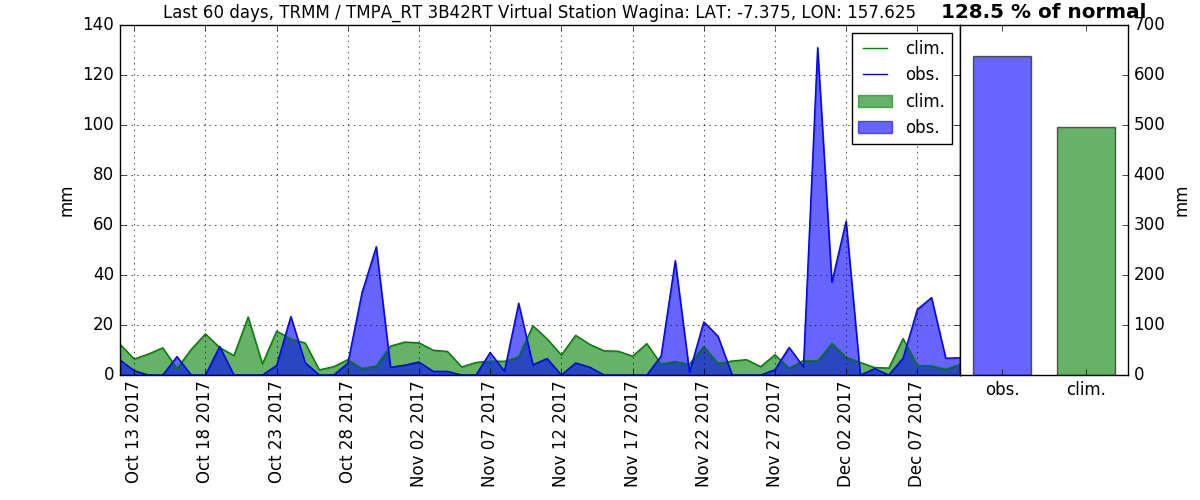 Last 60 days, TRMM / TMPA_RT 3B42RT Virtual Station Wagina: LAT: -7.375, LON: 157.625
128.5 % of normal
140
120
100
80
60
40
20
0
mm
clim.
obs.
clim.
obs.
700
600
500
400
300
200
100
0
mm
obs.
clim.
Oct 13 2017
Oct 18 2017
Oct 23 2017
Oct 28 2017
Nov 02 2017
Nov 07 2017
Nov 12 2017
Nov 17 2017
Nov 22 2017
Nov 27 2017
Dec 02 2017
Dec 07 2017